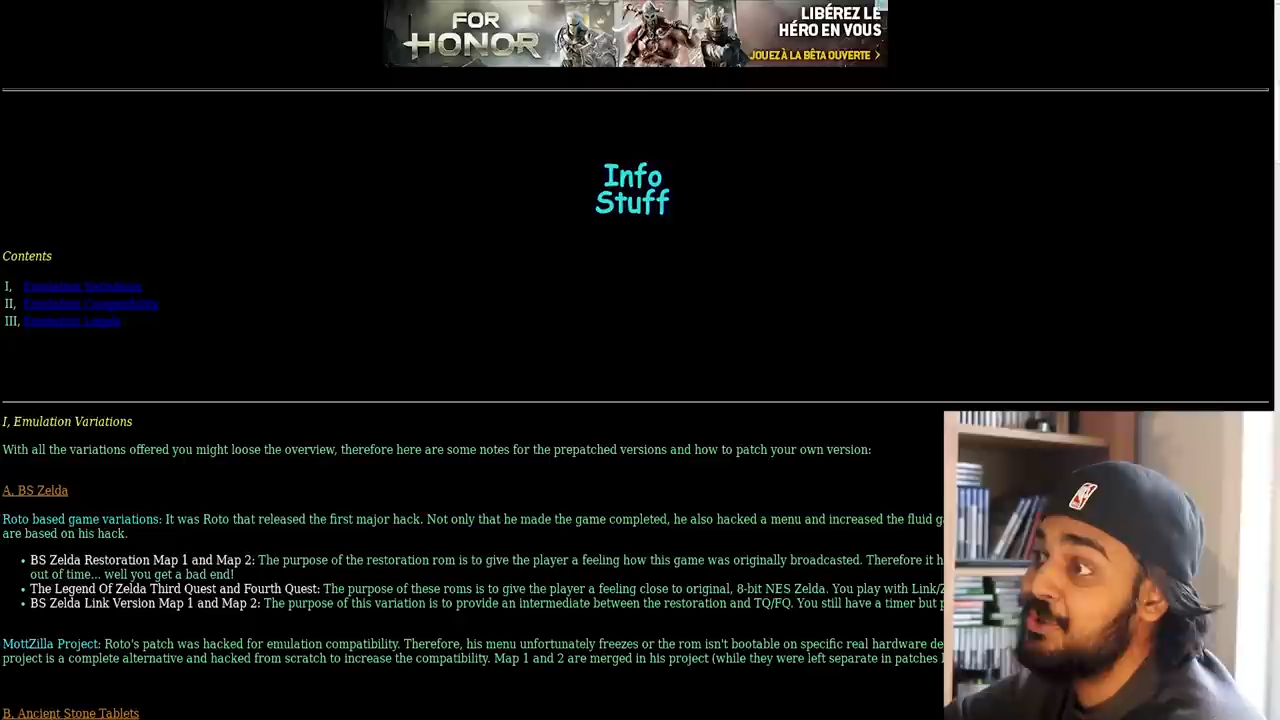 FOR
HONOR
LIBÉREZ LE
HÉRO EN VOUS
JOUEZ À LA BÊTA OUVERTE >
Info
Stuff
Contents
I, Emulation Variations
II, Emulation Compatibility
III,
I, Emulation Variations
With all the variations offered you might loose the overview, therefore here are some notes for the prepatched versions and how to patch your own version:
A, BS Zelda
Roto based game variations: It was Roto that released the first major hack. Not only that he made the game completed, he also hacked a menu and increased the fluid
are based on his hack.
• BS Zelda Restoration Map 1 and Map 2: The purpose of the restoration rom is to give the player a feeling how this game was originally broadcasted. Therefore it
out of time... well you get a bad end!
• The Legend Of Zelda Third Quest and Fourth Quest: The purpose of these roms is to give the player a feeling close to original, 8-bit NES Zelda. You play with
• BS Zelda Link Version Map 1 and Map 2: The purpose of this variation is to provide an intermediate between the restoration and TQ/FQ. You still have a timer but
MottZilla Project: Roto's patch was hacked for emulation compatibility. Therefore, his menu unfortunately freezes or the rom isn't bootable on specific real hardware
project is a complete alternative and hacked from scratch to increase the compatibility. Map 1 and 2 are merged in his project (while they were left separate in patches
B, Ancient Stone Tablets